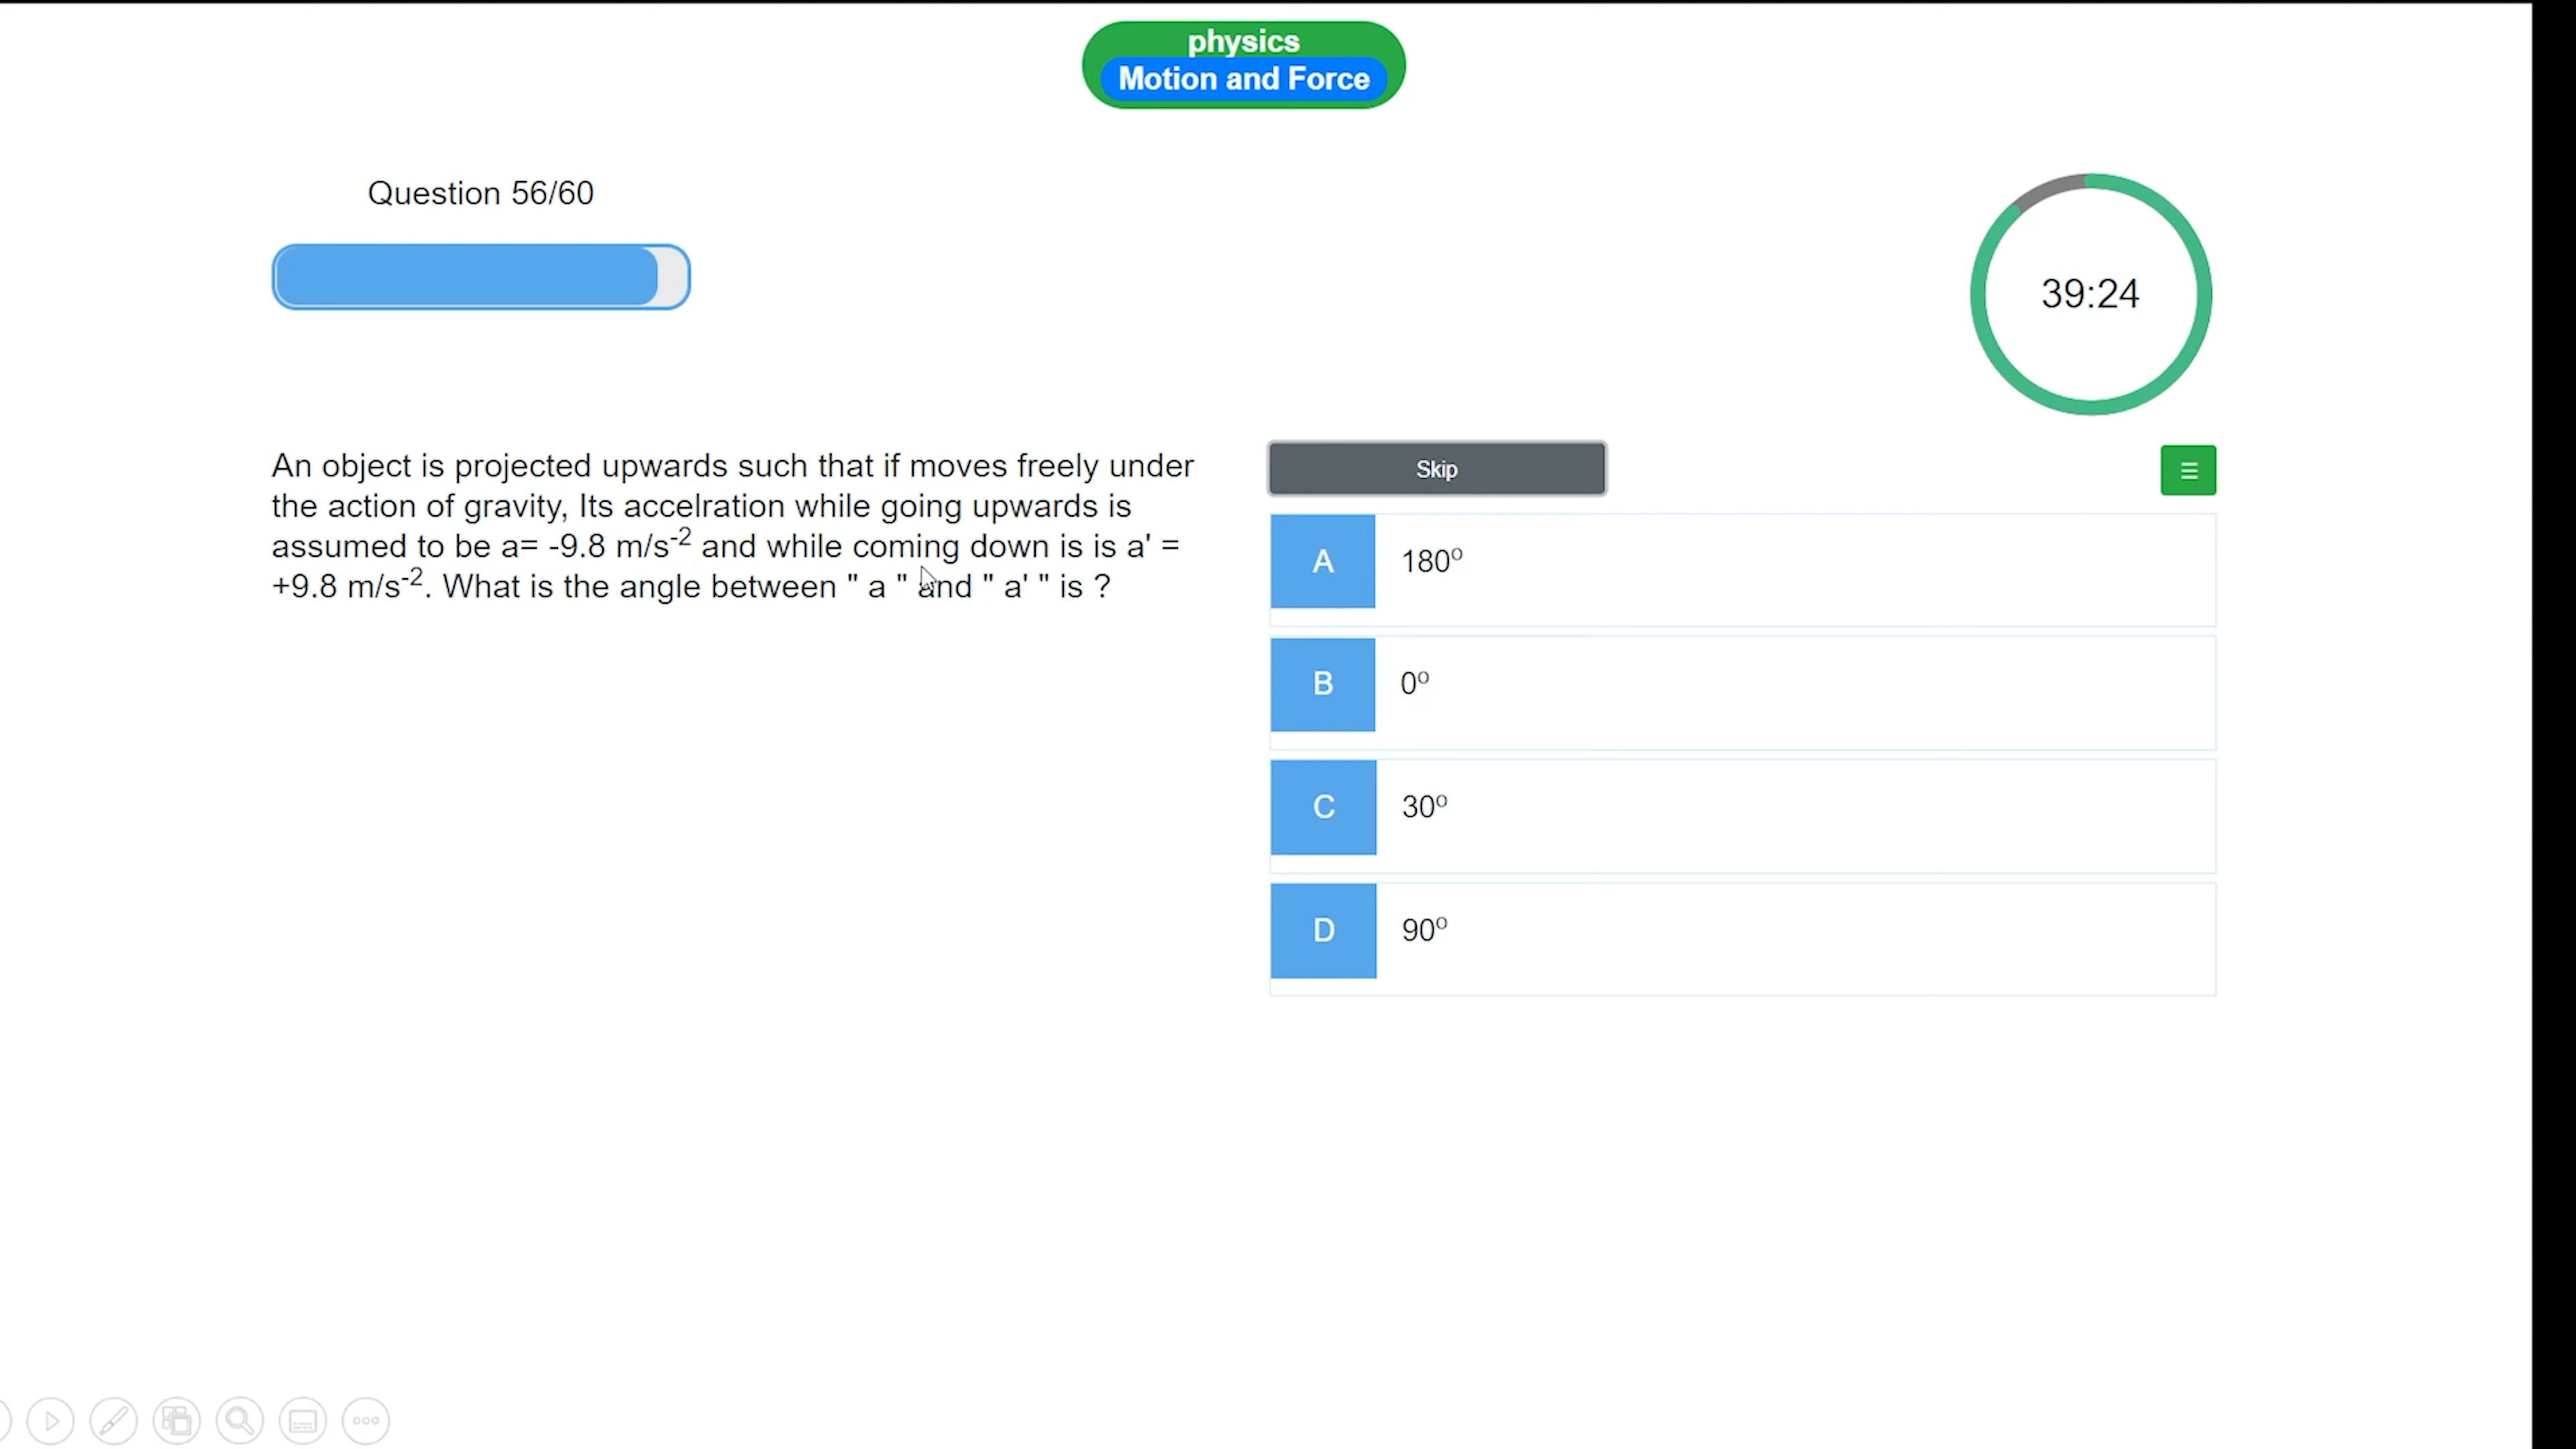 physics
Motion and Force
Question 56/60
39:24
An object is projected upwards such that if moves freely under
the action of gravity, Its accelration while going upwards is
assumed to be a= -9.8 m/s⁻² and while coming down is is a' =
+9.8 m/s⁻². What is the angle between " a " and " a' " is ?
Skip
A 180º
B 0º
C 30º
D 90º